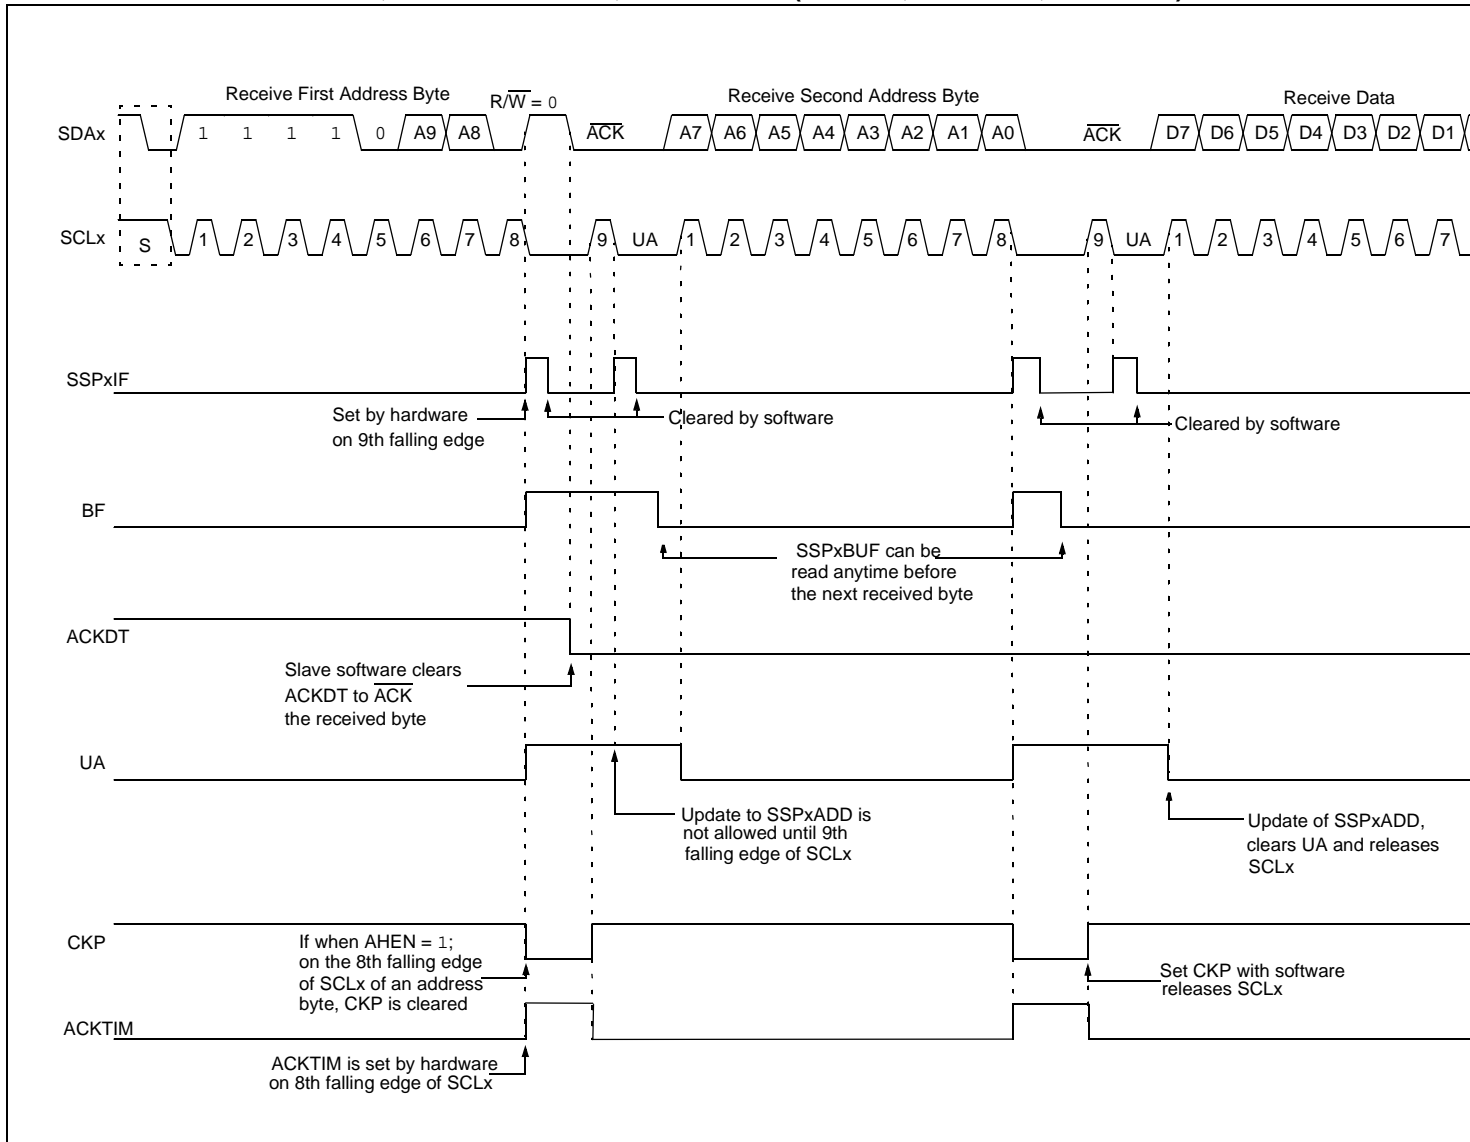 Receive First Address Byte
R/W = 0
Receive Second Address Byte
Receive Data
SDAx
1 1 1 1 0 A9 A8
ACK
A7 A6 A5 A4 A3 A2 A1 A0
ACK
D7 D6 D5 D4 D3 D2 D1
SCLx
S
1 2 3 4 5 6 7 8 9 UA 1 2 3 4 5 6 7 8 9 UA 1 2 3 4 5 6 7
SSPxIF
Set by hardware
on 9th falling edge
Cleared by software
Cleared by software
BF
SSPxBUF can be
read anytime before
the next received byte
ACKDT
Slave software clears
ACKDT to ACK
the received byte
UA
Update to SSPxADD is
not allowed until 9th
falling edge of SCLx
Update of SSPxADD,
clears UA and releases
SCLx
CKP
If when AHEN = 1;
on the 8th falling edge
of SCLx of an address
byte, CKP is cleared
Set CKP with software
releases SCLx
ACKTIM
ACKTIM is set by hardware
on 8th falling edge of SCLx